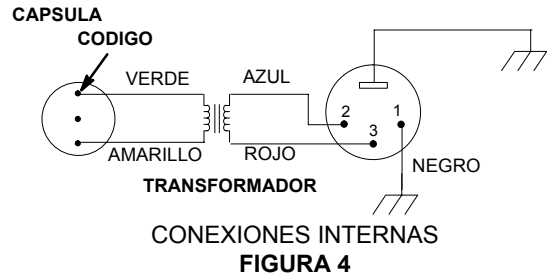 CAPSULA
CODIGO
VERDE
AZUL
2
1
3
AMARILLO
ROJO
NEGRO
TRANSFORMADOR
CONEXIONES INTERNAS
FIGURA 4